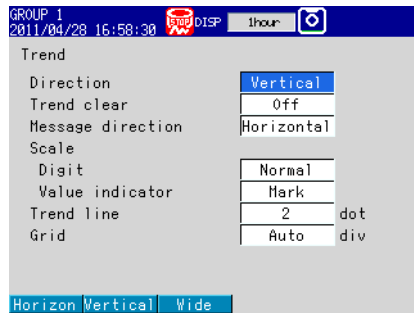 GROUP 1
2011/04/28 16:58:30 STOP DISP 1hour
Trend
Direction Vertical
Trend clear Off
Message direction Horizontal
Scale
Digit Normal
Value indicator Mark
Trend line 2 dot
Grid Auto div
Horizon Vertical Wide